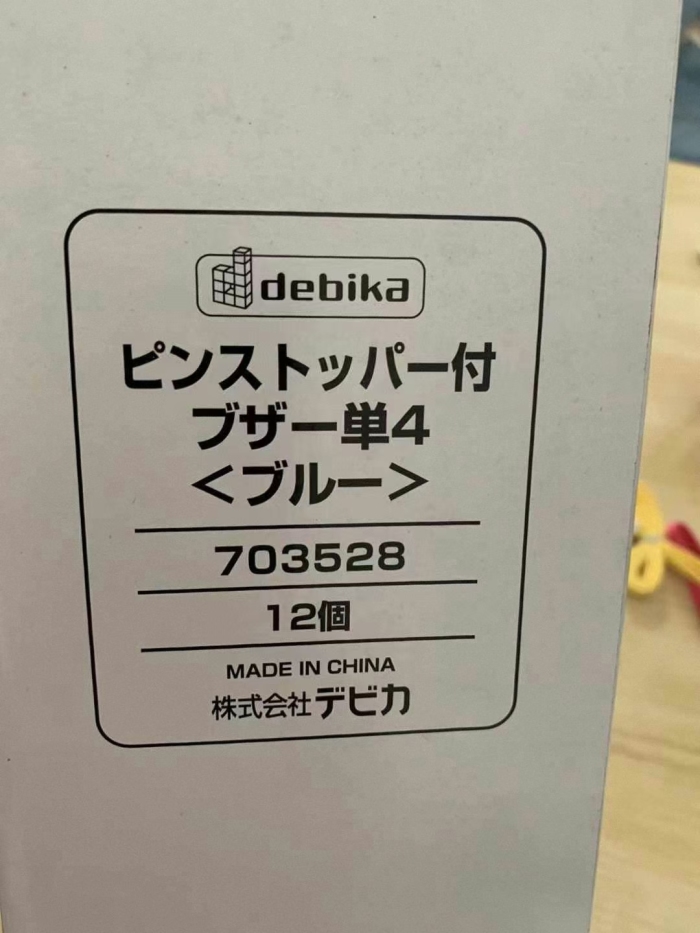 debika
ピンストッパー付
ブザー単4
<ブルー>
703528
12個
MADE IN CHINA
株式会社デビカ